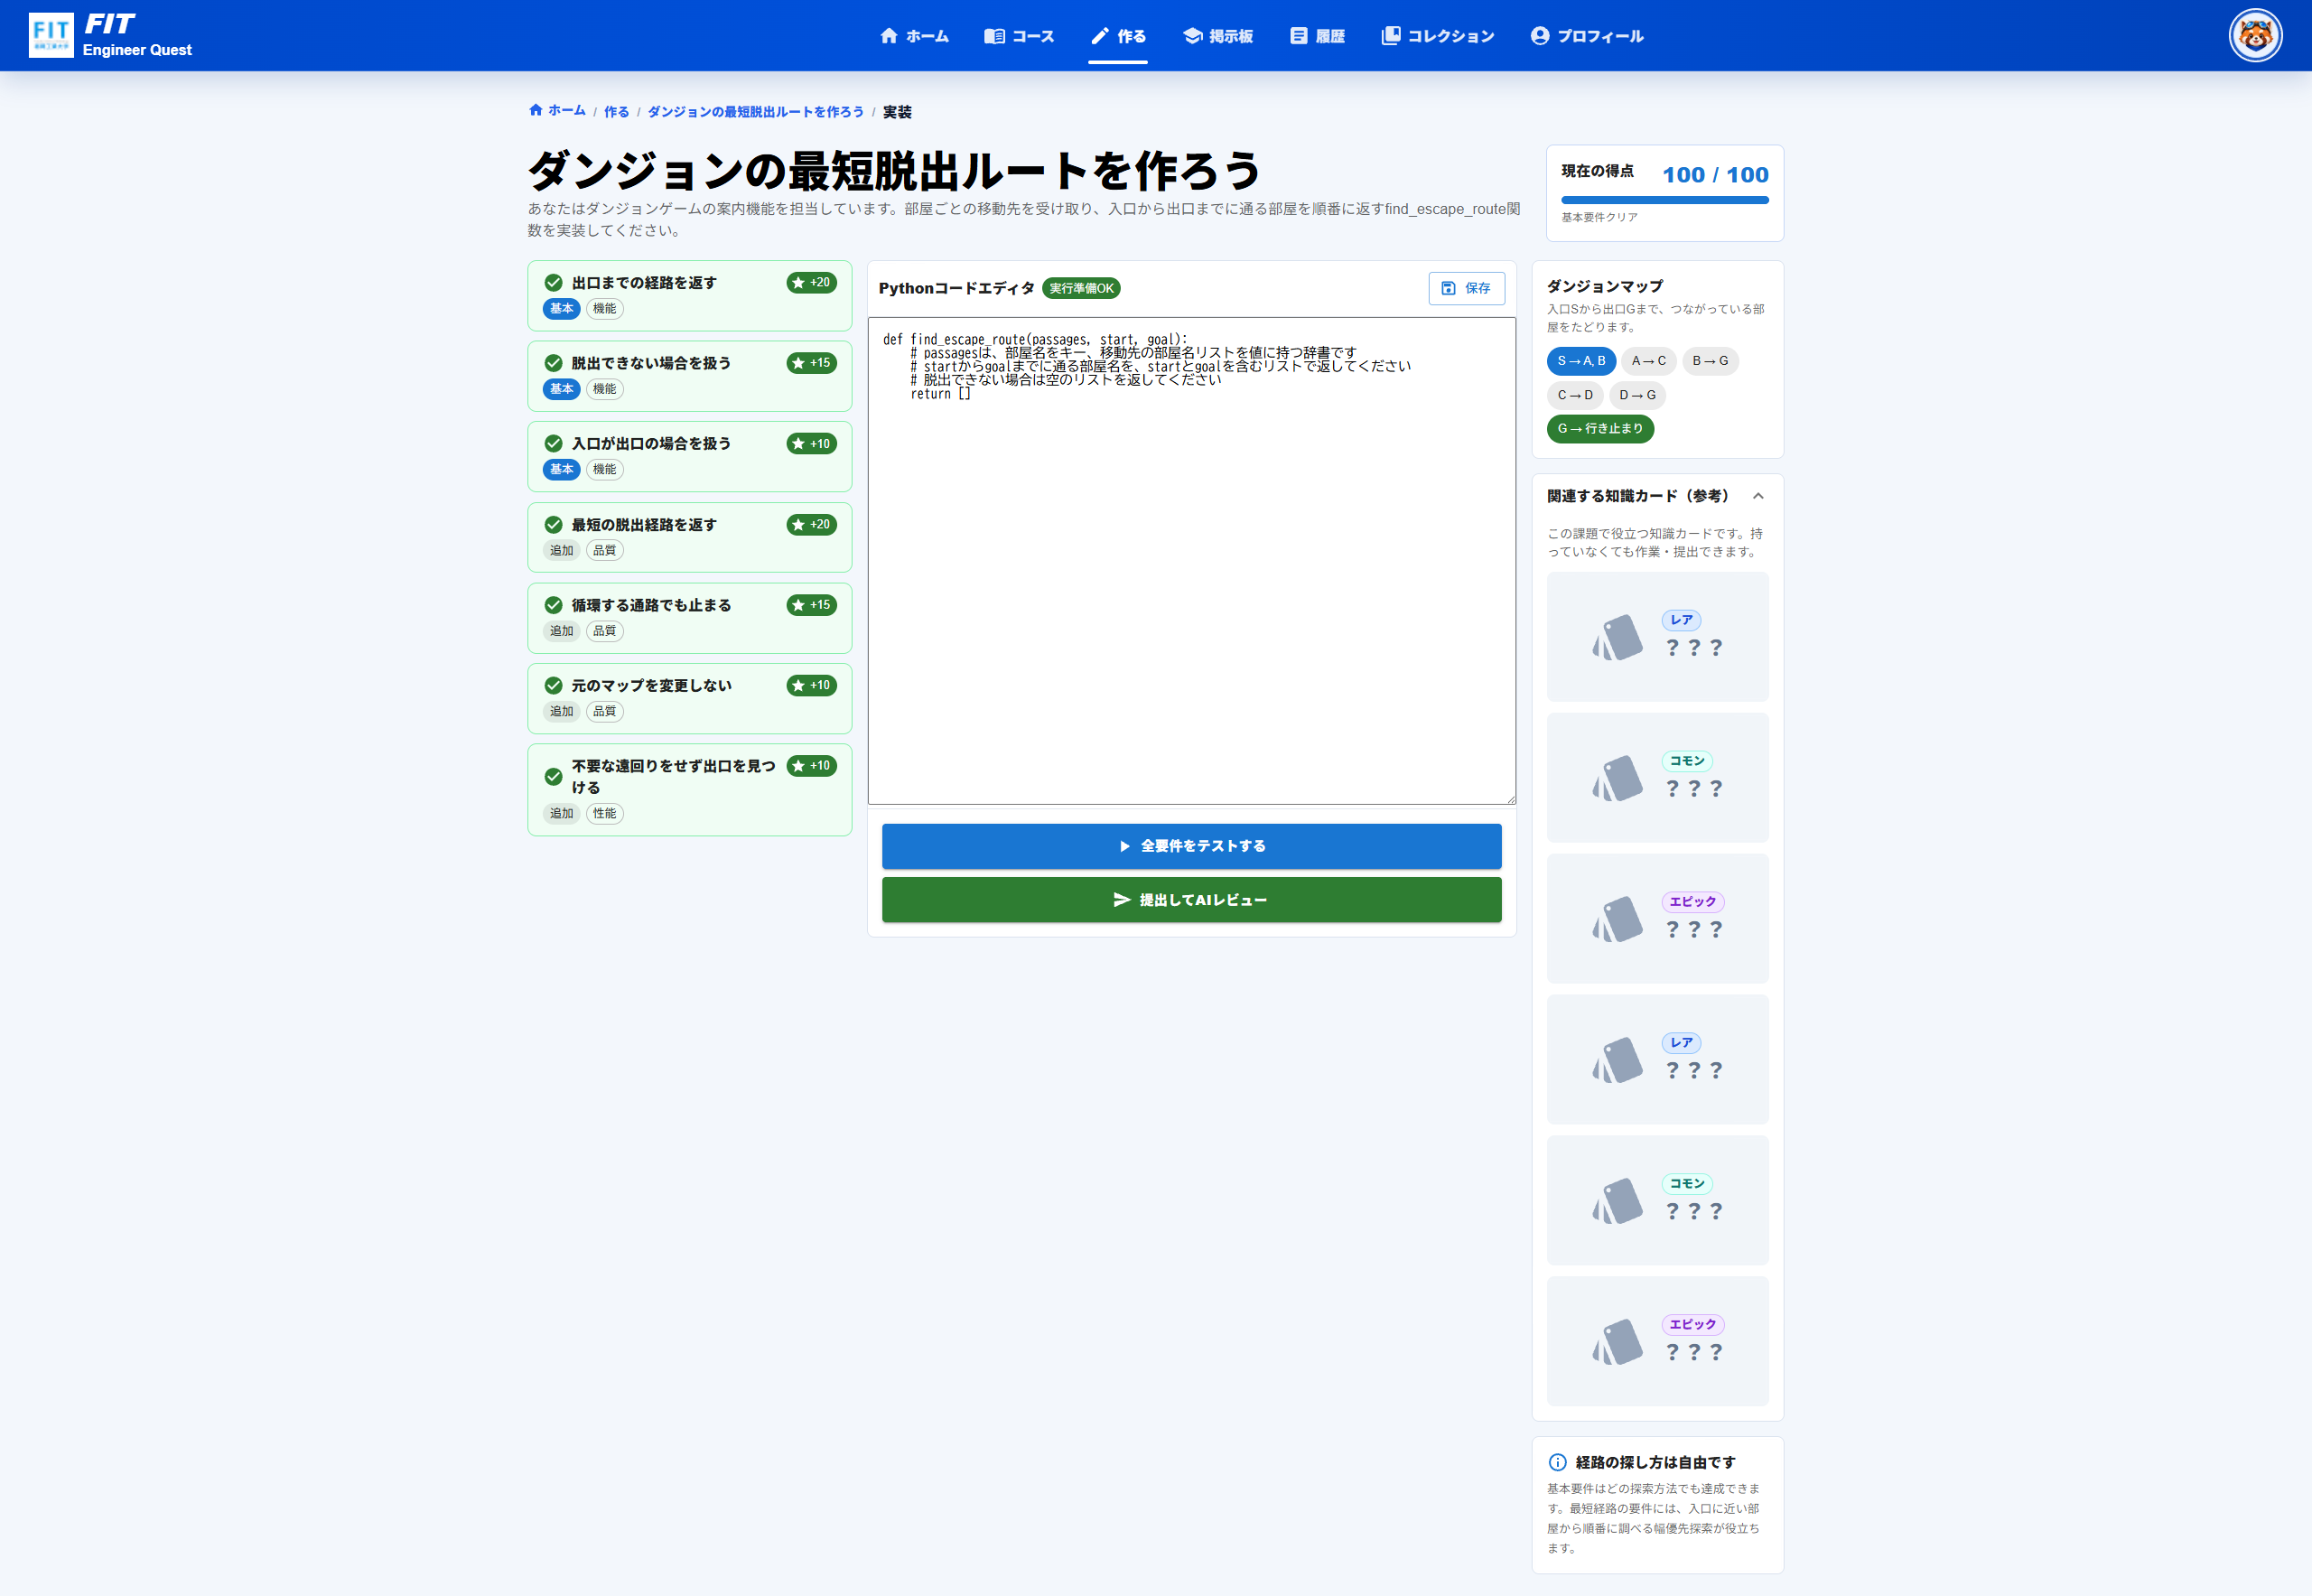 FIT
FIT
Engineer Quest
ホーム
コース
作る
掲示板
履歴
コレクション
プロフィール
ホーム / 作る / ダンジョンの最短脱出ルートを作ろう / 実装
ダンジョンの最短脱出ルートを作ろう
あなたはダンジョンゲームの案内機能を担当しています。部屋ごとの移動先を受け取り、入口から出口までに通る部屋を順番に返すfind_escape_route関
数を実装してください。
現在の得点
100 / 100
基本要件クリア
出口までの経路を返す
+20
基本
機能
脱出できない場合を扱う
+15
基本
機能
入口が出口の場合を扱う
+10
基本
機能
最短の脱出経路を返す
+20
追加
品質
循環する通路でも止まる
+15
追加
品質
元のマップを変更しない
+10
追加
品質
不要な遠回りをせず出口を見つ
ける
+10
追加
性能
Pythonコードエディタ
実行準備OK
保存
def find_escape_route(passages, start, goal):
    # passagesは、部屋名をキー、移動先の部屋名リストを値に持つ辞書です
    # startからgoalまでに通る部屋名を、startとgoalを含むリストで返してください
    # 脱出できない場合は空のリストを返してください
    return []
全要件をテストする
提出してAIレビュー
ダンジョンマップ
入口Sから出口Gまで、つながっている部
屋をたどります。
S→A, B
A→C
B→G
C→D
D→G
G→行き止まり
関連する知識カード（参考）
この課題で役立つ知識カードです。持
っていなくても作業・提出できます。
レア
？？？
コモン
？？？
エピック
？？？
レア
？？？
コモン
？？？
エピック
？？？
経路の探し方は自由です
基本要件はどの探索方法でも達成できま
す。最短経路の要件には、入口に近い部
屋から順番に調べる幅優先探索が役立ち
ます。